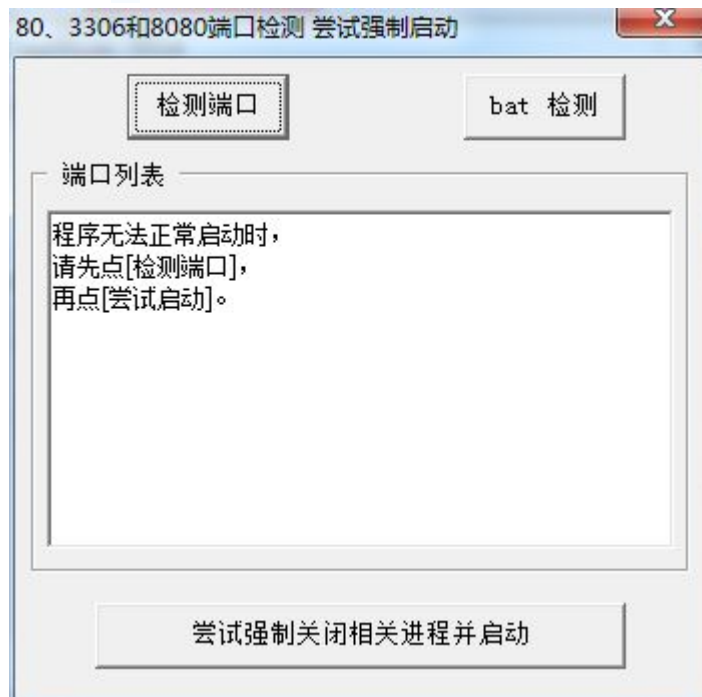 80、3306和8080端口检测 尝试强制启动
检测端口
bat 检测
端口列表
程序无法正常启动时，
请先点[检测端口]，
再点[尝试启动]。
尝试强制关闭相关进程并启动